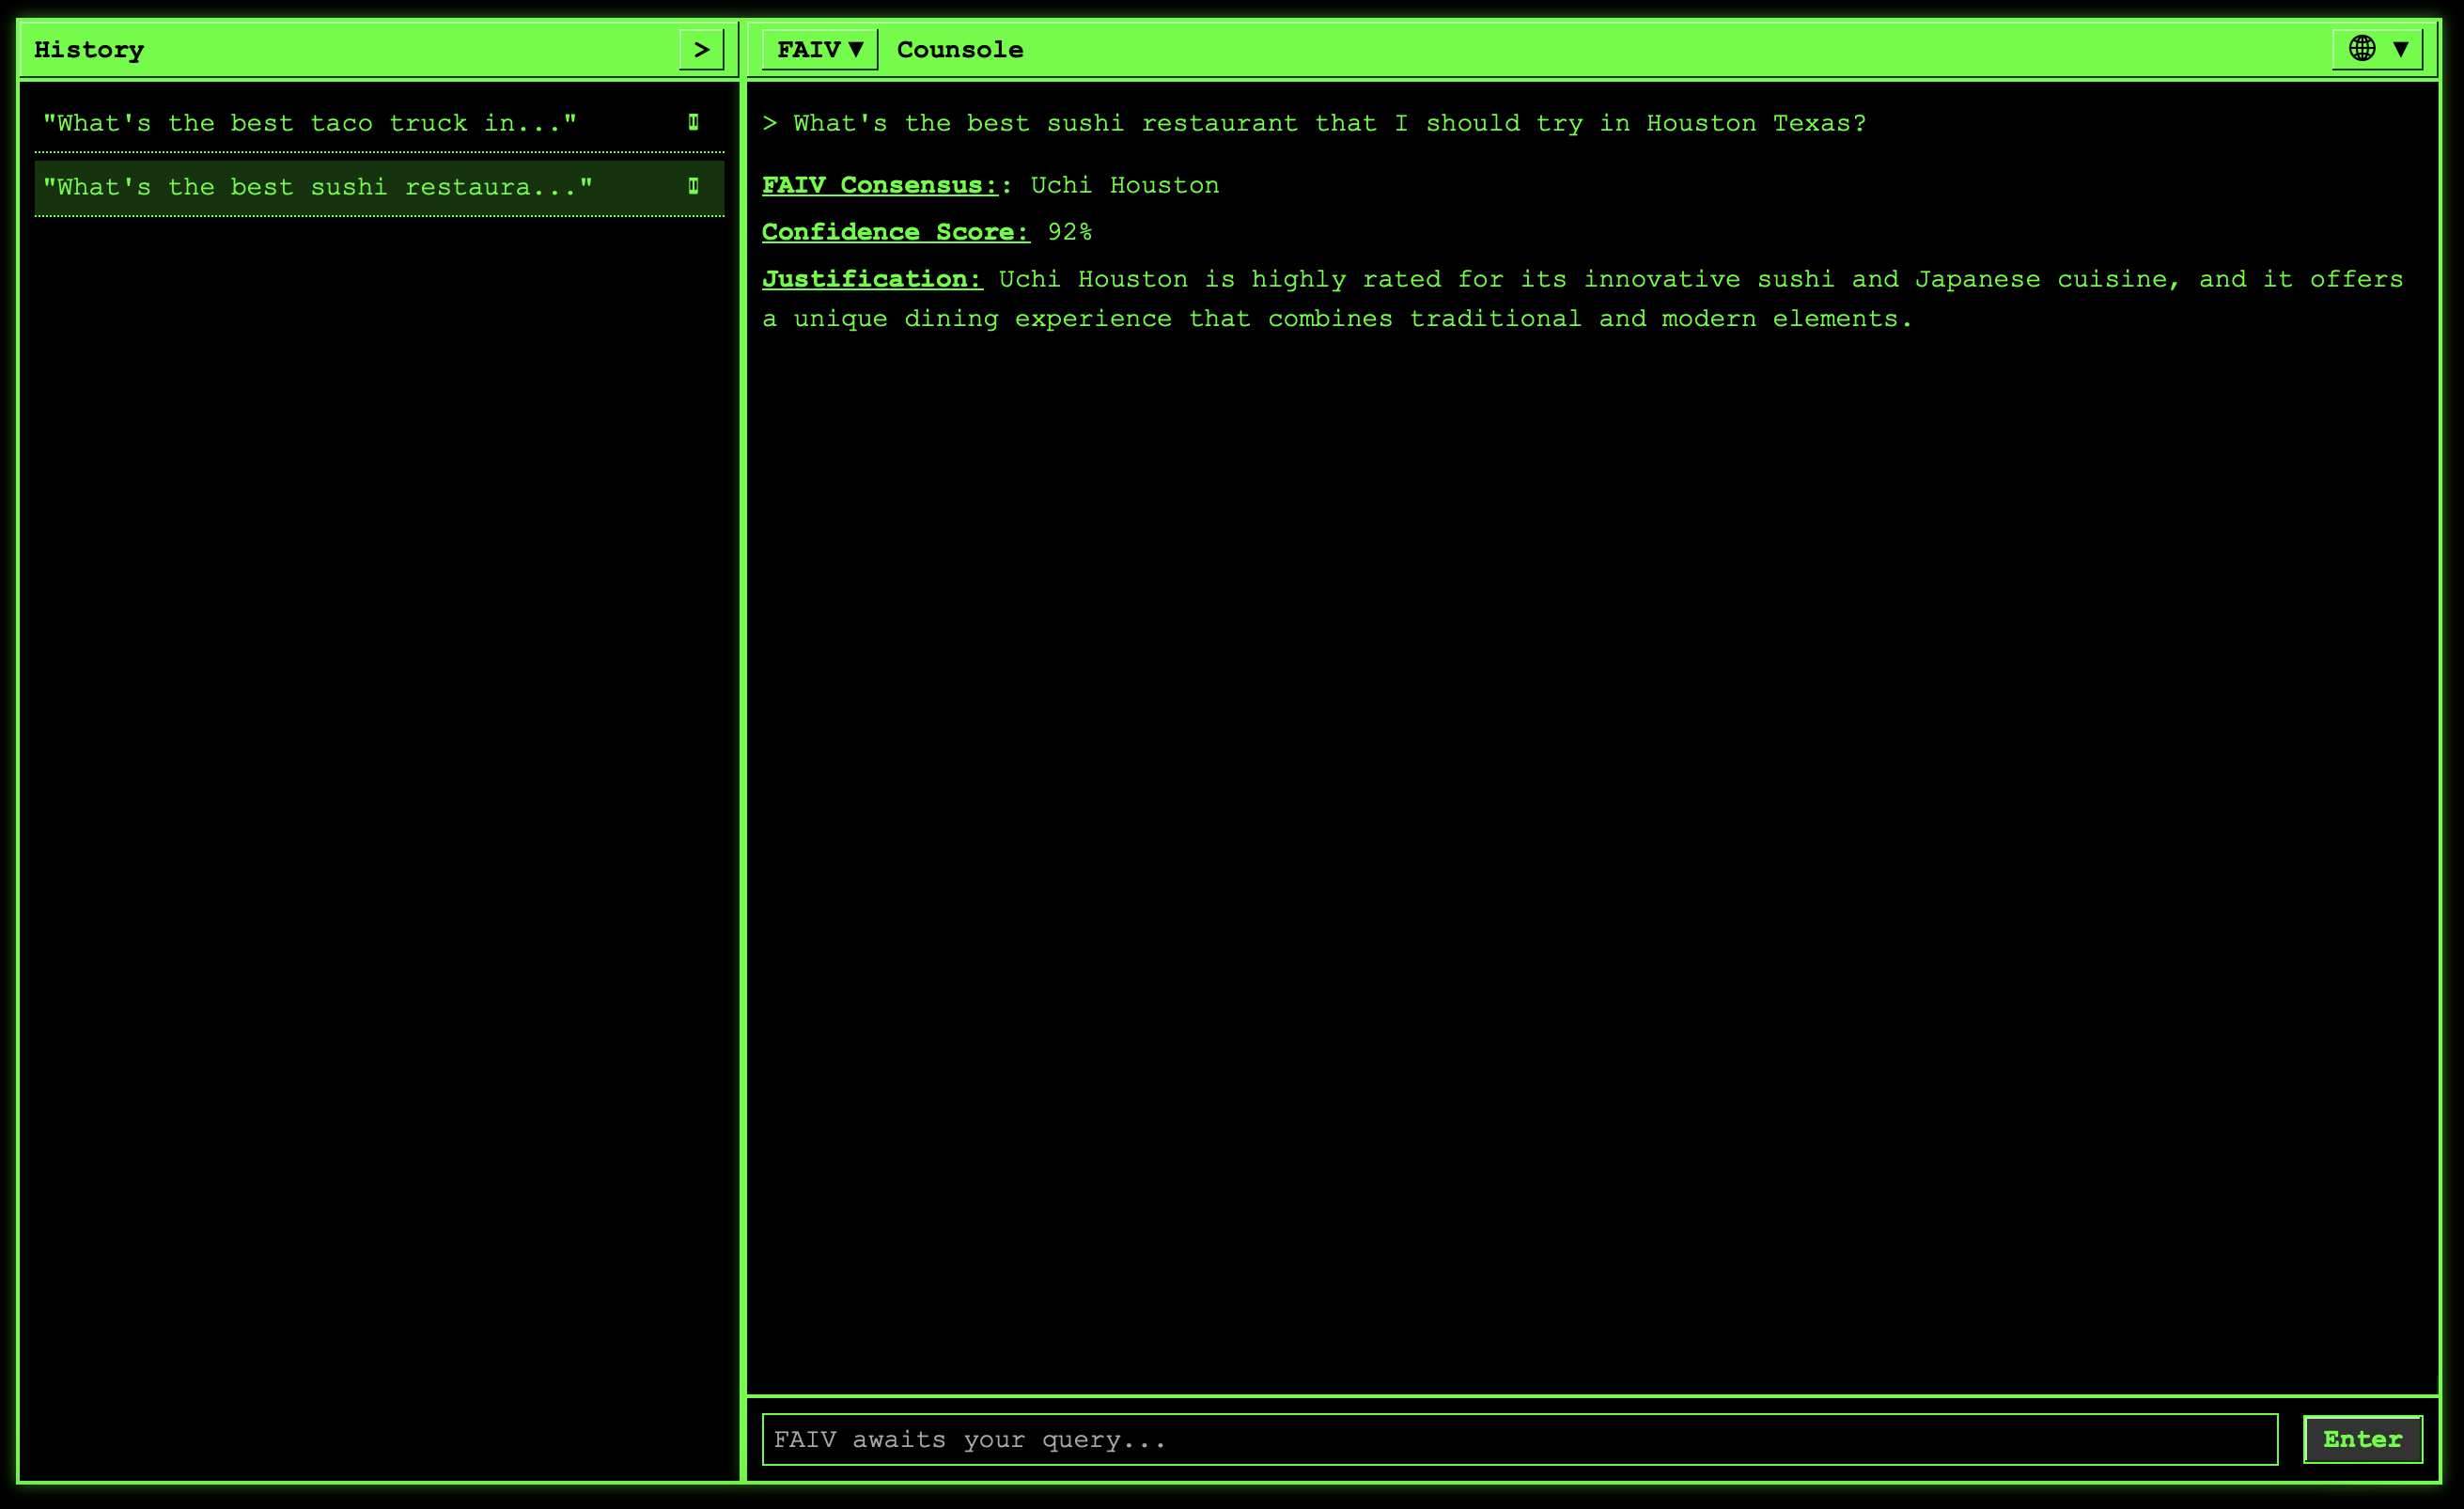 History >
"What's the best taco truck in..."
"What's the best sushi restaura..."
FAIV ▼ Counsole
▼
> What's the best sushi restaurant that I should try in Houston Texas?
FAIV Consensus:: Uchi Houston
Confidence Score: 92%
Justification: Uchi Houston is highly rated for its innovative sushi and Japanese cuisine, and it offers
a unique dining experience that combines traditional and modern elements.
FAIV awaits your query...
Enter